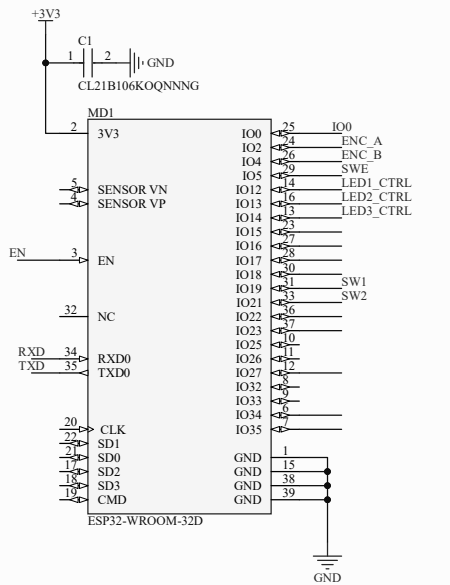 +3V3
C1
1 2 GND
CL21B106KOQNNNG
MD1
2 3V3 IO0 25 IO0
IO2 24 ENC_A
IO4 26 ENC_B
IO5 29 SWE
5 SENSOR VN IO12 14 LED1_CTRL
4 SENSOR VP IO13 16 LED2_CTRL
IO14 13 LED3_CTRL
IO15 23
IO16 27
EN 3 EN IO17 28
IO18 30
IO19 31 SW1
IO21 33 SW2
32 NC IO22 36
IO23 37
IO25 10
RXD 34 RXD0 IO26 11
TXD 35 TXD0 IO27 12
IO32 8
IO33 9
IO34 6
20 CLK IO35 7
22 SD1
21 SD0 GND 1
17 SD2 GND 15
18 SD3 GND 38
19 CMD GND 39
ESP32-WROOM-32D
GND